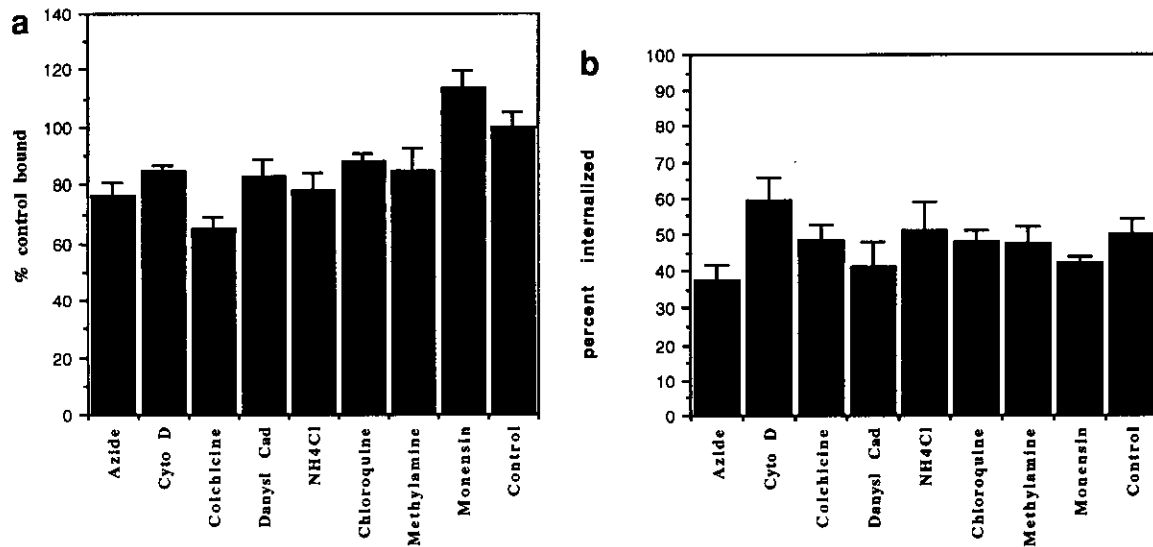 a
140
120
100
80
60
40
20
0
% control bound
Azide
Cyto D
Colchicine
Danysl Cad
NH4Cl
Chloroquine
Methylamine
Monensin
Control
b
100
90
80
70
60
50
40
30
20
10
0
percent internalized
Azide
Cyto D
Colchicine
Danysl Cad
NH4Cl
Chloroquine
Methylamine
Monensin
Control